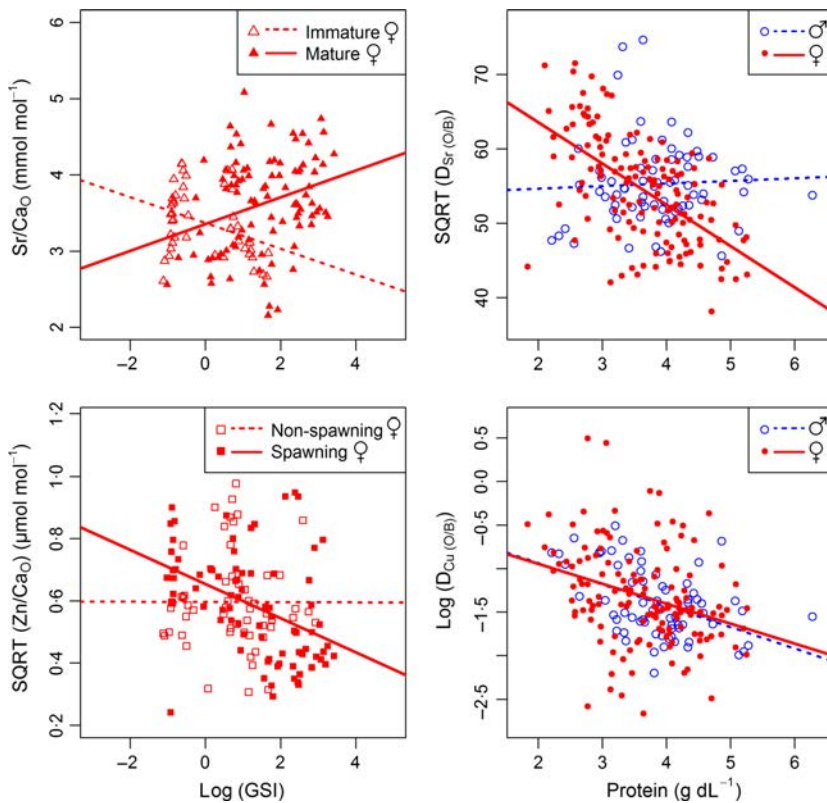 6
5
4
3
2
Sr/CaO (mmol mol−1)
−2 0 2 4
Immature ♀
Mature ♀
70
60
50
40
SQRT (DSr (O/B))
2 3 4 5 6
♂
♀
1·2
1·0
0·8
0·6
0·4
0·2
SQRT (Zn/CaO) (μmol mol−1)
−2 0 2 4
Log (GSI)
Non-spawning ♀
Spawning ♀
0·5
0·0
−0·5
−1·5
−2·5
Log (DCu (O/B))
2 3 4 5 6
Protein (g dL−1)
♂
♀